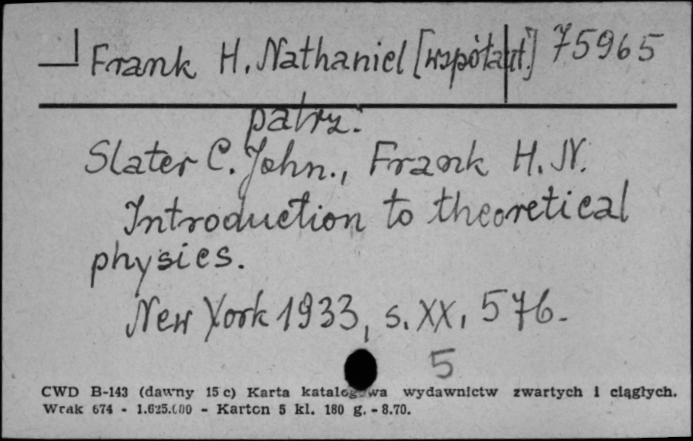 Frank H. Nathaniel [współaut.] 75965
patrz:
Slater C. John., Frank H. N.
Introduction to theoretical
physics.
New York 1933, s. XX, 576.
5
CWD B-143 (dawny 15 c) Karta katalogowa wydawnictw zwartych i ciągłych.
Wrak 674 - 1.625.000 - Karton 5 kl. 180 g. - 8.70.